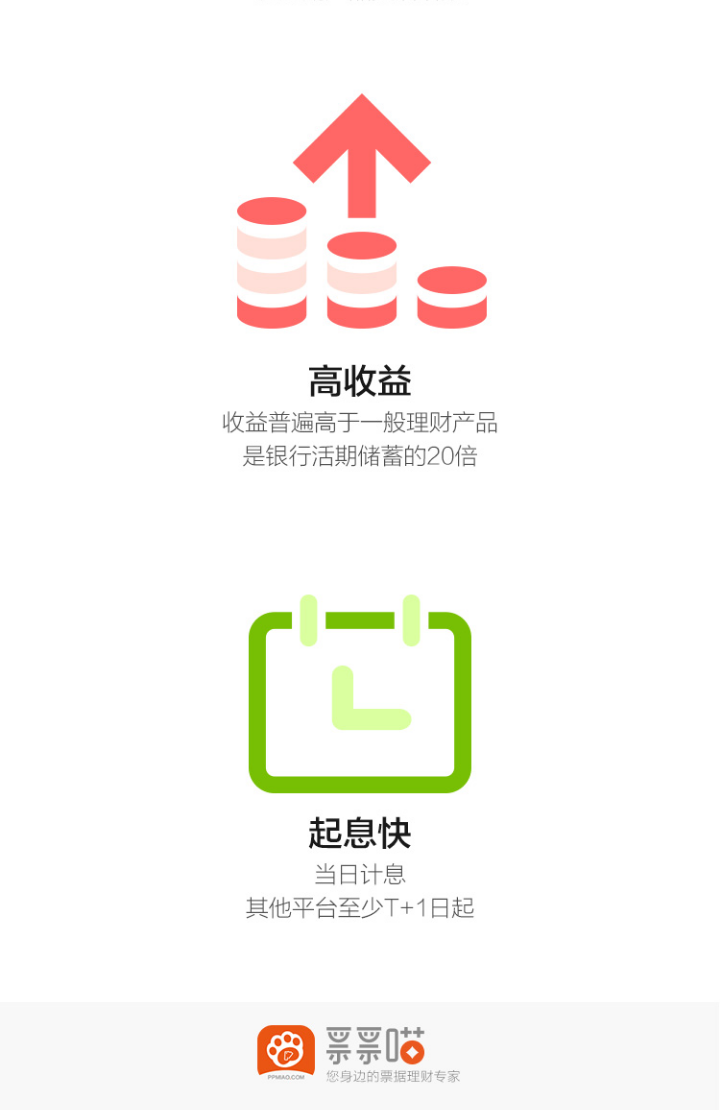 高收益
收益普遍高于一般理财产品
是银行活期储蓄的20倍
起息快
当日计息
其他平台至少T+1日起
PPMIAO.COM
票票喵
您身边的票据理财专家